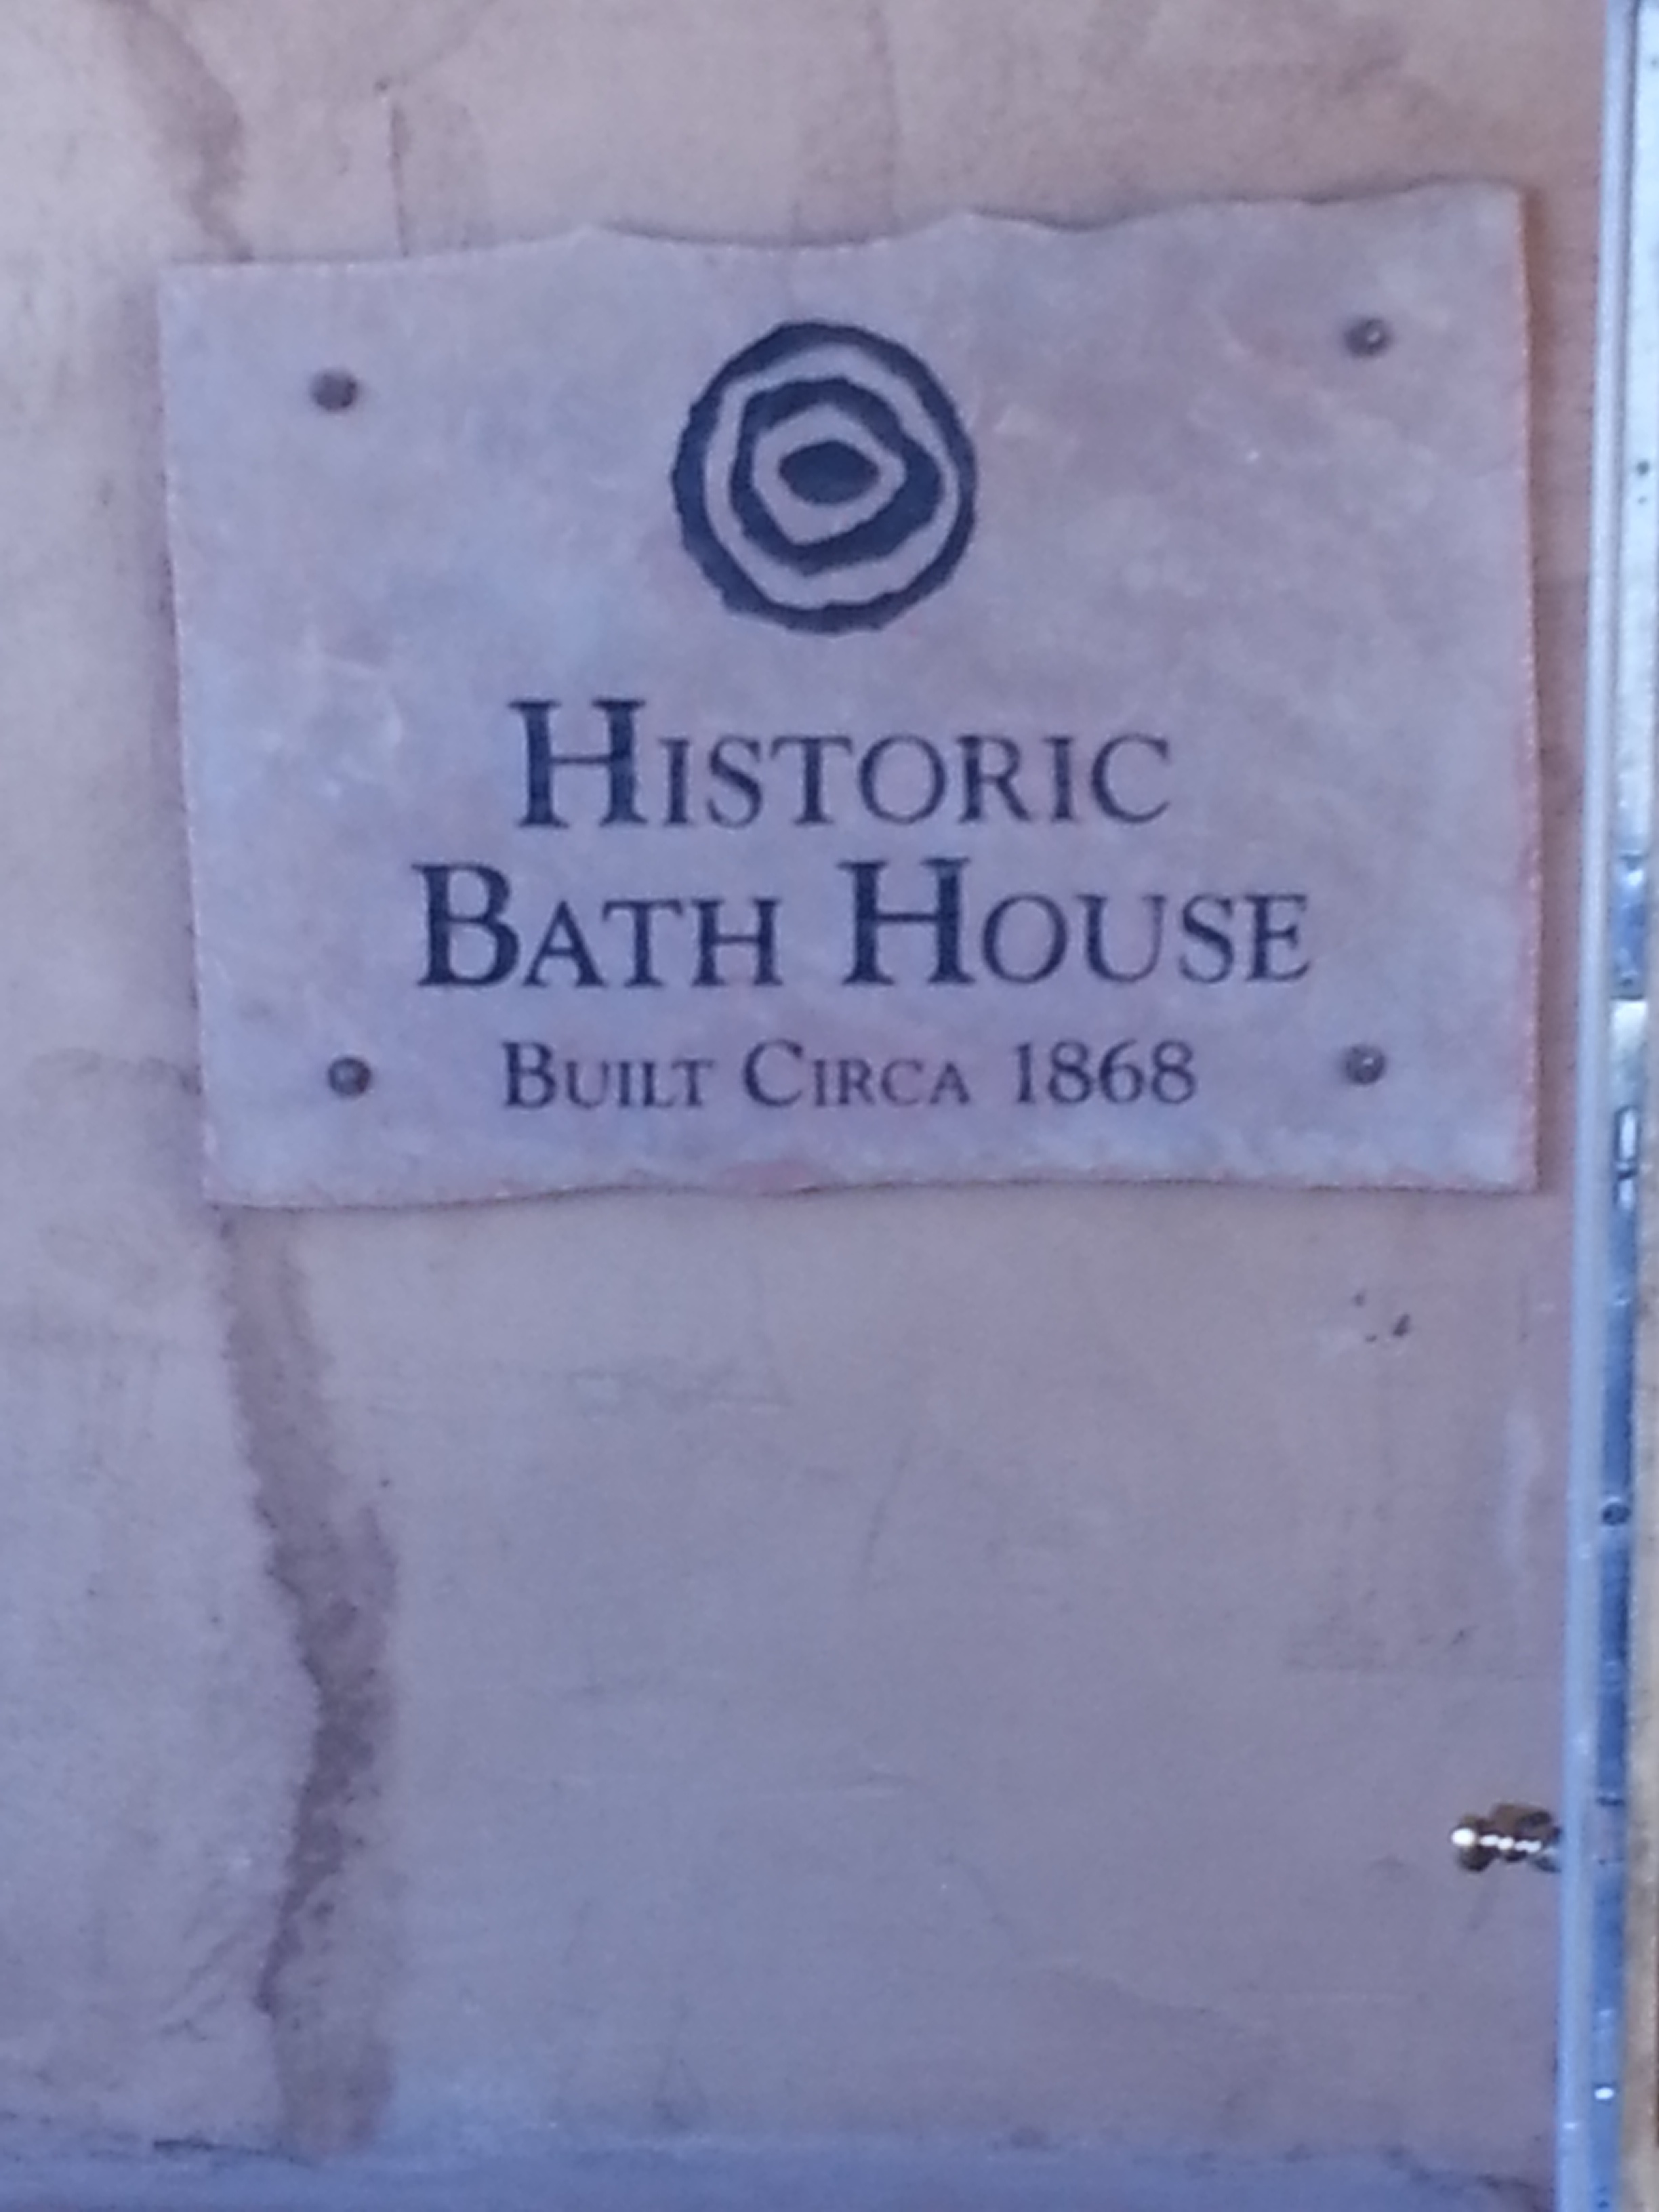 HISTORIC
BATH HOUSE
BUILT CIRCA 1868